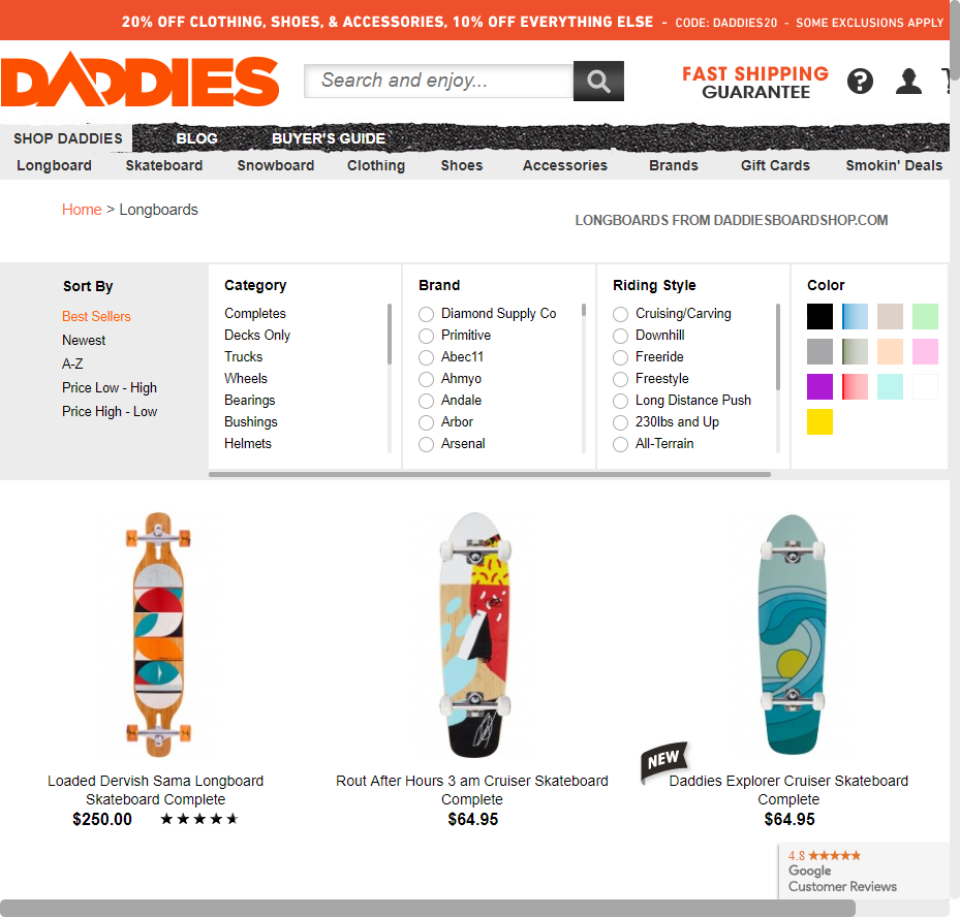 20% OFF CLOTHING, SHOES, & ACCESSORIES, 10% OFF EVERYTHING ELSE - CODE: DADDIES20 - SOME EXCLUSIONS APPLY
DADDIES
Search and enjoy...
FAST SHIPPING
GUARANTEE
?
SHOP DADDIES
BLOG
BUYER'S GUIDE
Longboard
Skateboard
Snowboard
Clothing
Shoes
Accessories
Brands
Gift Cards
Smokin' Deals
Home > Longboards
LONGBOARDS FROM DADDIESBOARDSHOP.COM
Sort By
Best Sellers
Newest
A-Z
Price Low - High
Price High - Low
Category
Completes
Decks Only
Trucks
Wheels
Bearings
Bushings
Helmets
Brand
Diamond Supply Co
Primitive
Abec11
Ahmyo
Andale
Arbor
Arsenal
Riding Style
Cruising/Carving
Downhill
Freeride
Freestyle
Long Distance Push
230lbs and Up
All-Terrain
Color
Loaded Dervish Sama Longboard
Skateboard Complete
$250.00
Rout After Hours 3 am Cruiser Skateboard
Complete
$64.95
NEW
Daddies Explorer Cruiser Skateboard
Complete
$64.95
4.8
Google
Customer Reviews